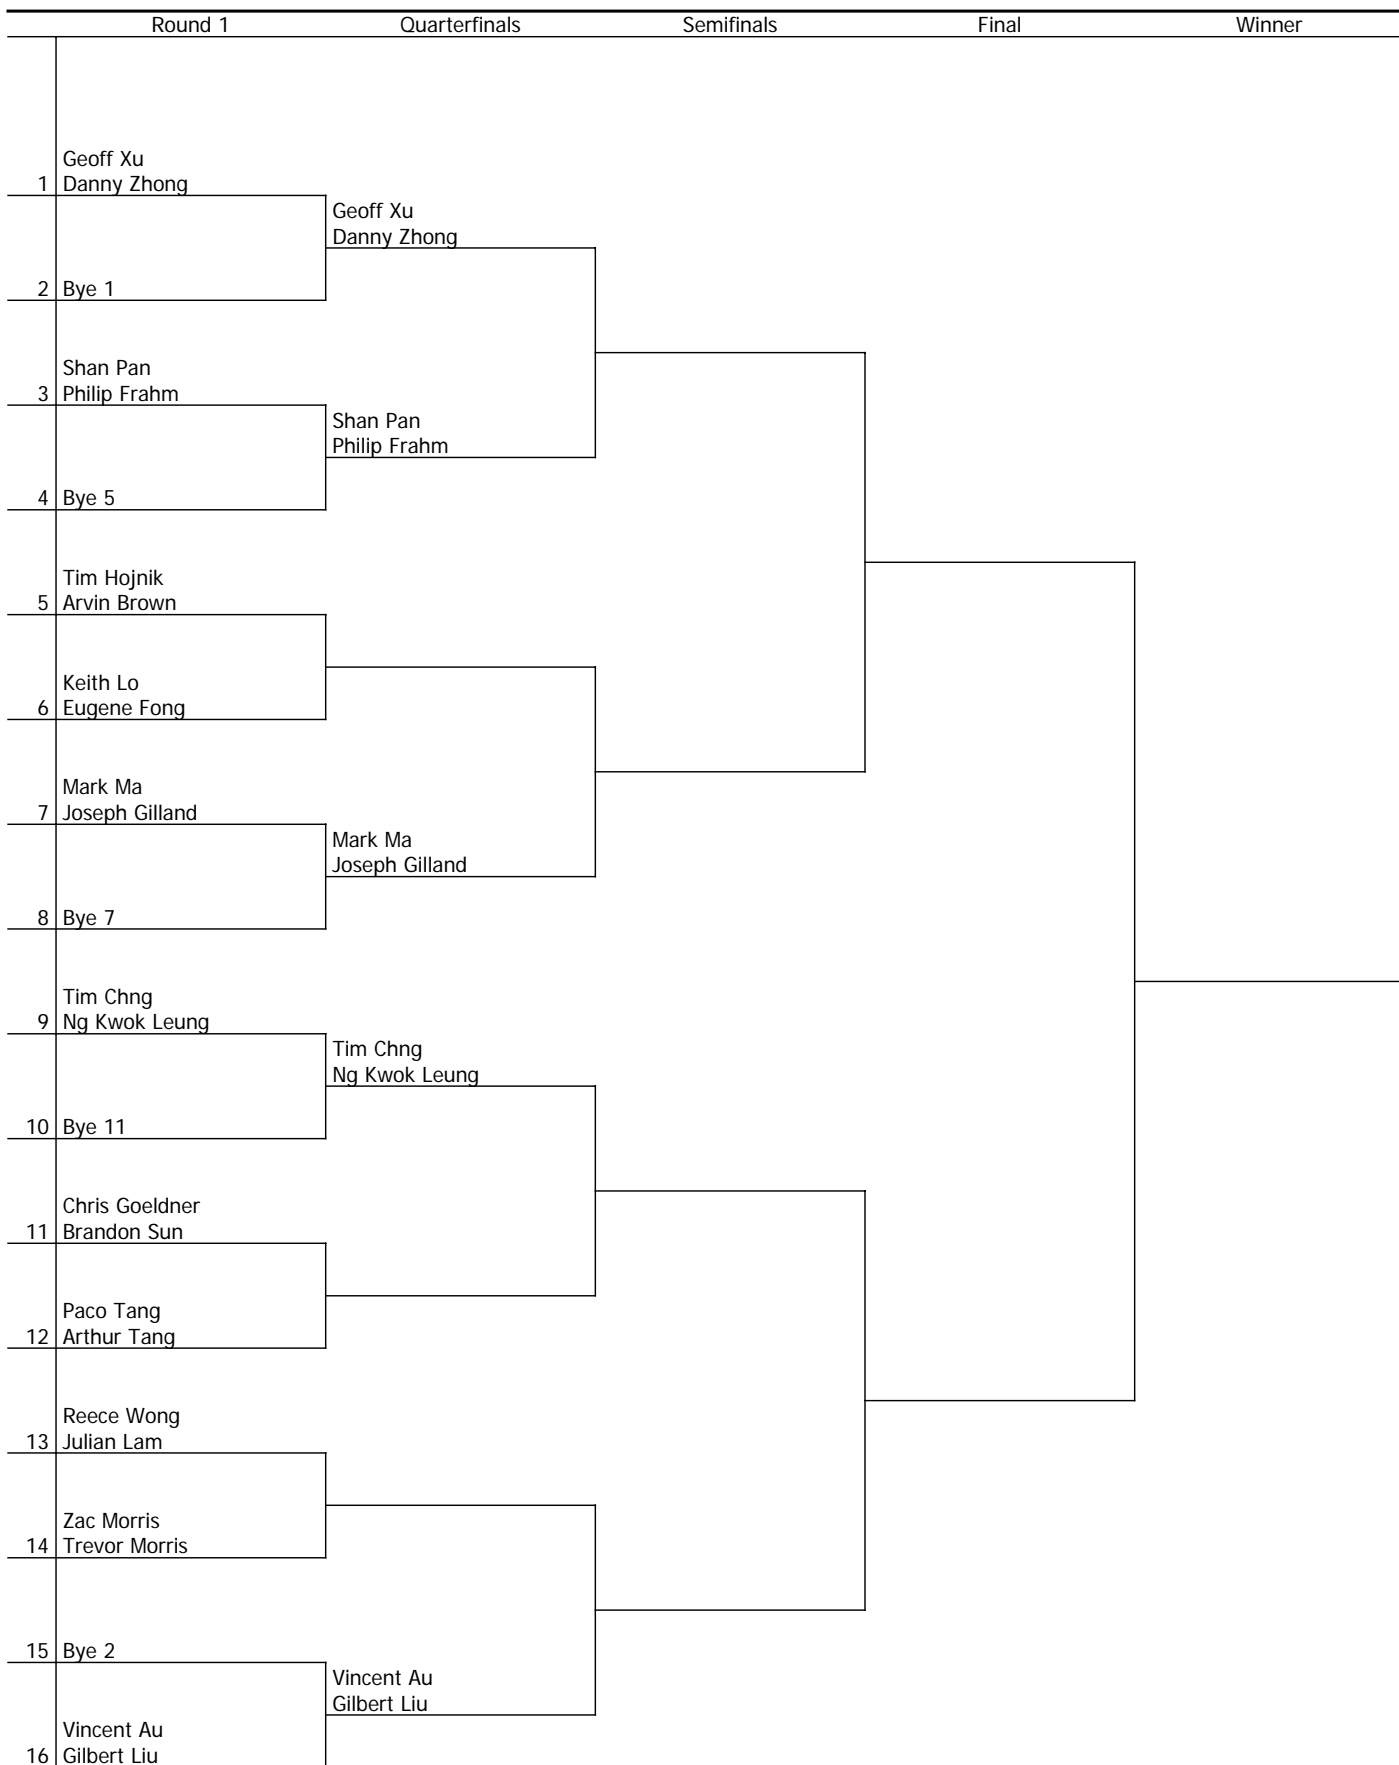 Round 1 Quarterfinals Semifinals Final Winner
Geoff Xu
1 Danny Zhong
Geoff Xu
Danny Zhong
2 Bye 1
Shan Pan
3 Philip Frahm
Shan Pan
Philip Frahm
4 Bye 5
Tim Hojnik
5 Arvin Brown
Keith Lo
6 Eugene Fong
Mark Ma
7 Joseph Gilland
Mark Ma
Joseph Gilland
8 Bye 7
Tim Chng
9 Ng Kwok Leung
Tim Chng
Ng Kwok Leung
10 Bye 11
Chris Goeldner
11 Brandon Sun
Paco Tang
12 Arthur Tang
Reece Wong
13 Julian Lam
Zac Morris
14 Trevor Morris
15 Bye 2
Vincent Au
Gilbert Liu
Vincent Au
16 Gilbert Liu